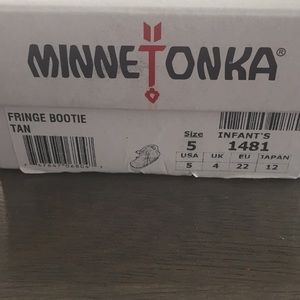 MINNETONKA®
FRINGE BOOTIE
TAN
Size INFANT'S
5 1481
USA UK EU JAPAN
5 4 22 12